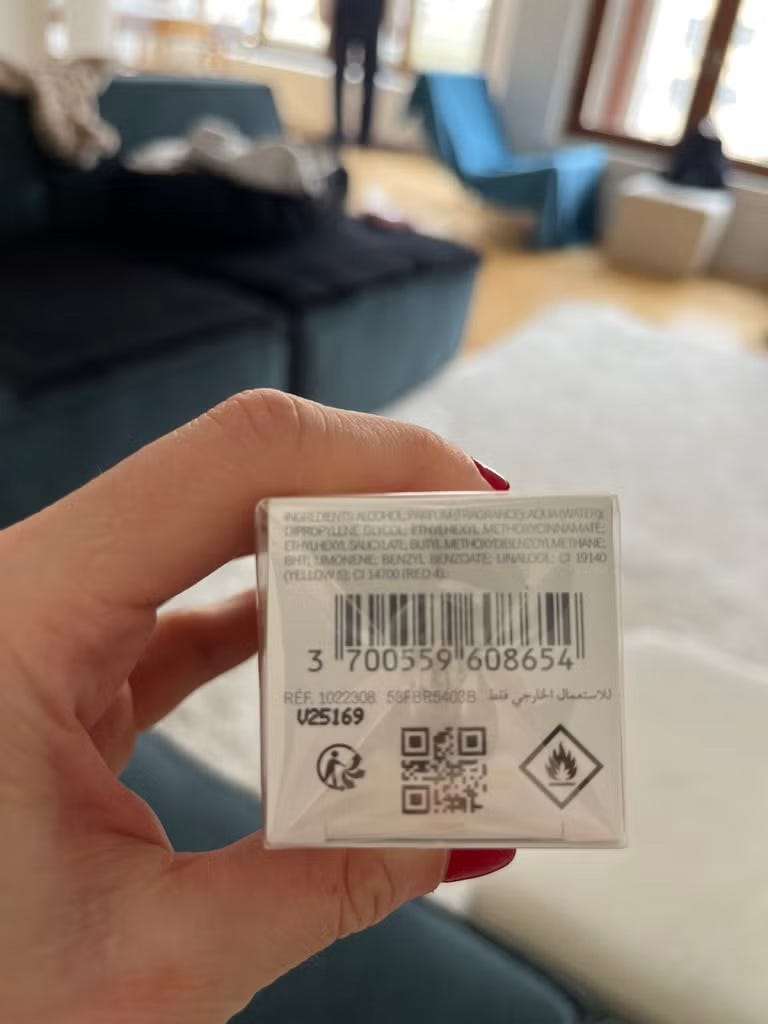 INGREDIENTS: ALCOHOL; PARFUM (FRAGRANCE); AQUA (WATER);
DIPROPYLENE GLYCOL; ETHYLHEXYL METHOXYCINNAMATE;
ETHYLHEXYL SALICYLATE; BUTYL METHOXYDIBENZOYLMETHANE;
BHT; LIMONENE; BENZYL BENZOATE; LINALOOL; CI 19140
(YELLOW 5); CI 14700 (RED 4).
3 700559 608654
RÉF. 1022308 للاستعمال الخارجي فقط
V25169